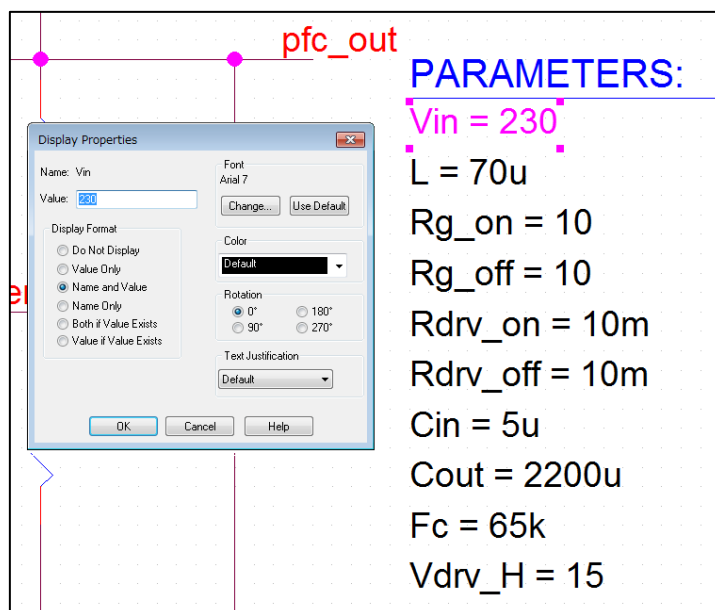 pfc_out
PARAMETERS:
Vin = 230
L = 70u
Rg_on = 10
Rg_off = 10
Rdrv_on = 10m
Rdrv_off = 10m
Cin = 5u
Cout = 2200u
Fc = 65k
Vdrv_H = 15
Display Properties
Name: Vin
Value: 230
Display Format
Do Not Display
Value Only
Name and Value
Name Only
Both if Value Exists
Value if Value Exists
Font
Arial 7
Change... Use Default
Color
Default
Rotation
0° 180°
90° 270°
Text Justification
Default
OK Cancel Help